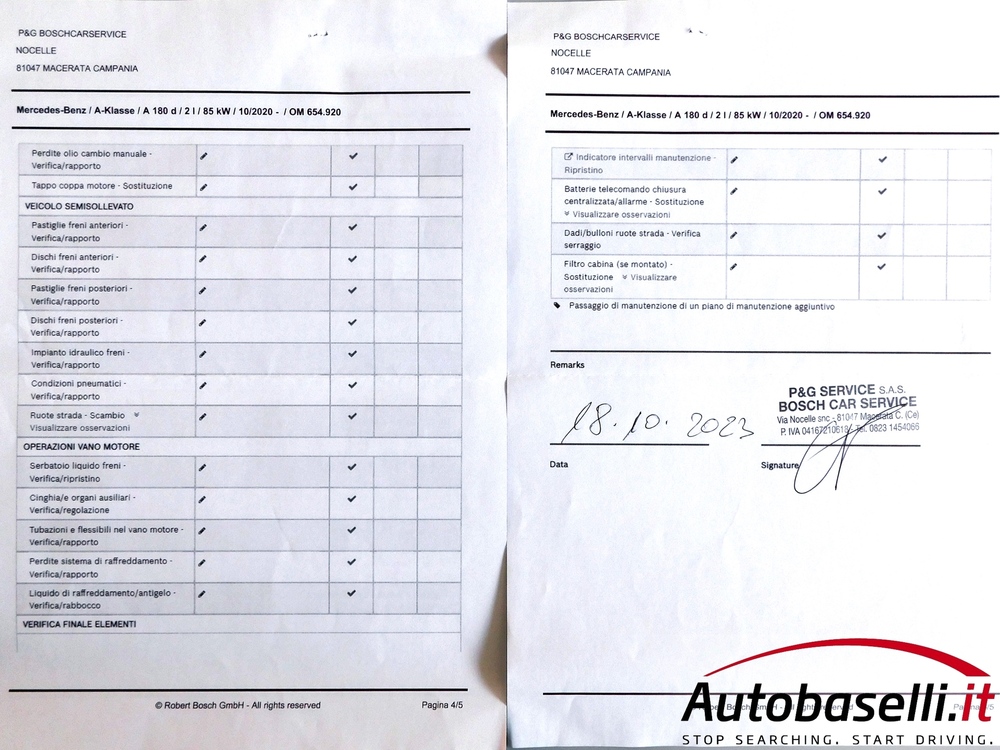 P&G BOSCHCARSERVICE
NOCELLE
81047 MACERATA CAMPANIA
Mercedes-Benz / A-Klasse / A 180 d / 2 l / 85 kW / 10/2020 - / OM 654.920
Perdite olio cambio manuale -
Verifica/rapporto
Tappo coppa motore - Sostituzione
VEICOLO SEMISOLLEVATO
Pastiglie freni anteriori -
Verifica/rapporto
Dischi freni anteriori -
Verifica/rapporto
Pastiglie freni posteriori -
Verifica/rapporto
Dischi freni posteriori -
Verifica/rapporto
Impianto idraulico freni -
Verifica/rapporto
Condizioni pneumatici -
Verifica/rapporto
Ruote strada - Scambio
Visualizzare osservazioni
OPERAZIONI VANO MOTORE
Serbatoio liquido freni -
Verifica/ripristino
Cinghia/e organi ausiliari -
Verifica/regolazione
Tubazioni e flessibili nel vano motore -
Verifica/rapporto
Perdite sistema di raffreddamento -
Verifica/rapporto
Liquido di raffreddamento/antigelo -
Verifica/rabbocco
VERIFICA FINALE ELEMENTI
© Robert Bosch GmbH - All rights reserved
Pagina 4/5
P&G BOSCHCARSERVICE
NOCELLE
81047 MACERATA CAMPANIA
Mercedes-Benz / A-Klasse / A 180 d / 2 l / 85 kW / 10/2020 - / OM 654.920
Indicatore intervalli manutenzione -
Ripristino
Batterie telecomando chiusura
centralizzata/allarme - Sostituzione
Visualizzare osservazioni
Dadi/bulloni ruote strada - Verifica
serraggio
Filtro cabina (se montato) -
Sostituzione Visualizzare
osservazioni
Passaggio di manutenzione di un piano di manutenzione aggiuntivo
Remarks
18.10.2023
P&G SERVICE S.A.S.
BOSCH CAR SERVICE
Via Nocelle snc - 81047 Macerata C. (Ce)
P. IVA 04167210618 Tel. 0823 1454066
Data
Signature
Autobaselli.it
STOP SEARCHING. START DRIVING.